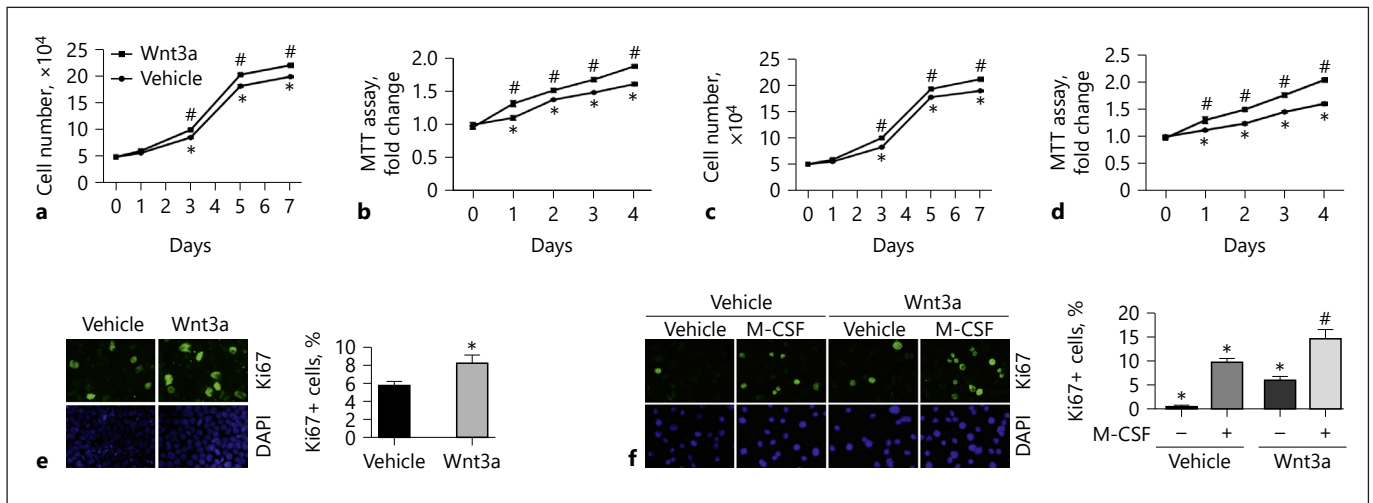 Wnt3a
Vehicle
Cell number, ×10⁴
25
20
15
10
5
0
#
#
#
*
*
*
0 1 2 3 4 5 6 7
Days
a
MTT assay,
fold change
2.0
1.5
1.0
0.5
0
#
#
#
#
*
*
*
*
0 1 2 3 4
Days
b
Cell number,
×10⁴
25
20
15
10
5
0
#
#
#
*
*
*
0 1 2 3 4 5 6 7
Days
c
MTT assay,
fold change
2.5
2.0
1.5
1.0
0.5
0
#
#
#
#
*
*
*
*
0 1 2 3 4
Days
d
Vehicle Wnt3a
Ki67
DAPI
e
Ki67+ cells, %
10
8
6
4
2
0
*
Vehicle Wnt3a
Vehicle Wnt3a
Vehicle M-CSF Vehicle M-CSF
Ki67
DAPI
f
Ki67+ cells, %
20
15
10
5
0
*
*
*
#
M-CSF − + − +
Vehicle Wnt3a